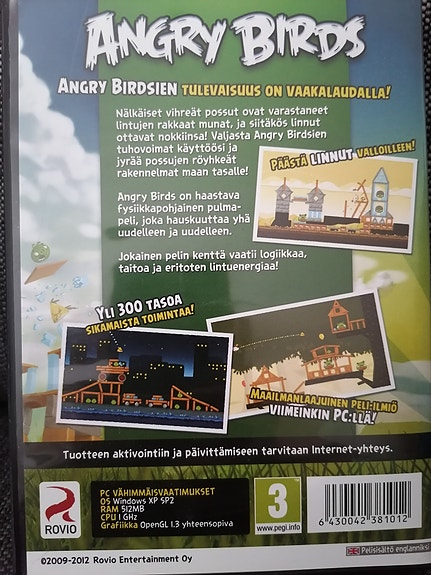 ANGRY BIRDS
ANGRY BIRDSIEN TULEVAISUUS ON VAAKALAUDALLA!
Nälkäiset vihreät possut ovat varastaneet
lintujen rakkaat munat, ja siitäkös linnut
ottavat nokkiinsa! Valjasta Angry Birdsien
tuhovoimat käyttöösi ja
jyrää possujen röyhkeät
rakennelmat maan tasalle!
PÄÄSTÄ LINNUT VALLOILLEEN!
Angry Birds on haastava
fysiikkapohjainen pulma-
peli, joka hauskuuttaa yhä
uudelleen ja uudelleen.
Jokainen pelin kenttä vaatii logiikkaa,
taitoa ja eritoten lintuenergiaa!
YLI 300 TASOA
SIKAMAISTA TOIMINTAA!
MAAILMANLAAJUINEN PELI-ILMIÖ
VIIMEINKIN PC:LLÄ!
Tuotteen aktivointiin ja päivittämiseen tarvitaan Internet-yhteys.
ROVIO
PC VÄHIMMÄISVAATIMUKSET
OS Windows XP SP2
RAM 512MB
CPU 1 GHz
Grafiikka OpenGL 1.3 yhteensopiva
3
www.pegi.info
6 430042 381012
Pelisisältö englanniksi
©2009-2012 Rovio Entertainment Oy